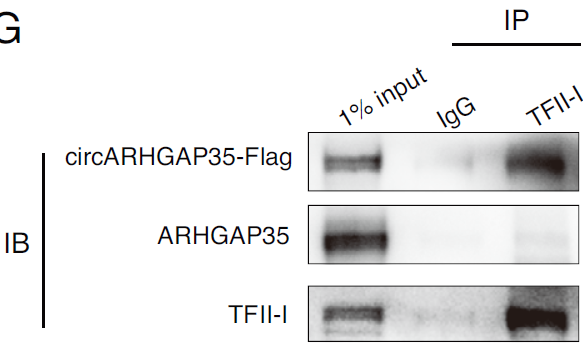 G
IP
1% input IgG TFII-I
circARHGAP35-Flag
ARHGAP35
IB
TFII-I